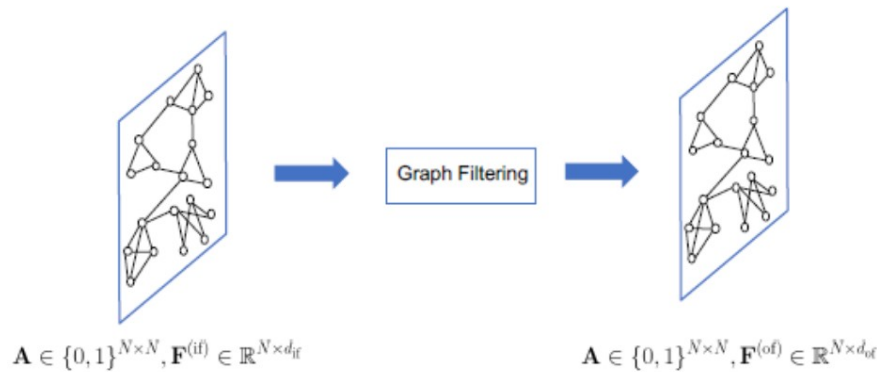 Graph Filtering
𝐀 ∈ {0, 1}^{N×N}, 𝐅^{(if)} ∈ ℝ^{N×d_{if}}
𝐀 ∈ {0, 1}^{N×N}, 𝐅^{(of)} ∈ ℝ^{N×d_{of}}